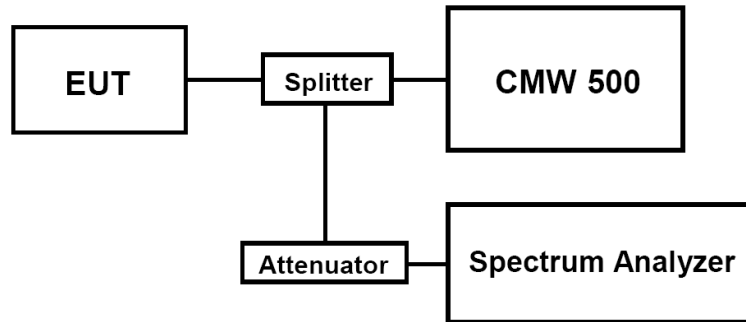 EUT
Splitter
CMW 500
Attenuator
Spectrum Analyzer